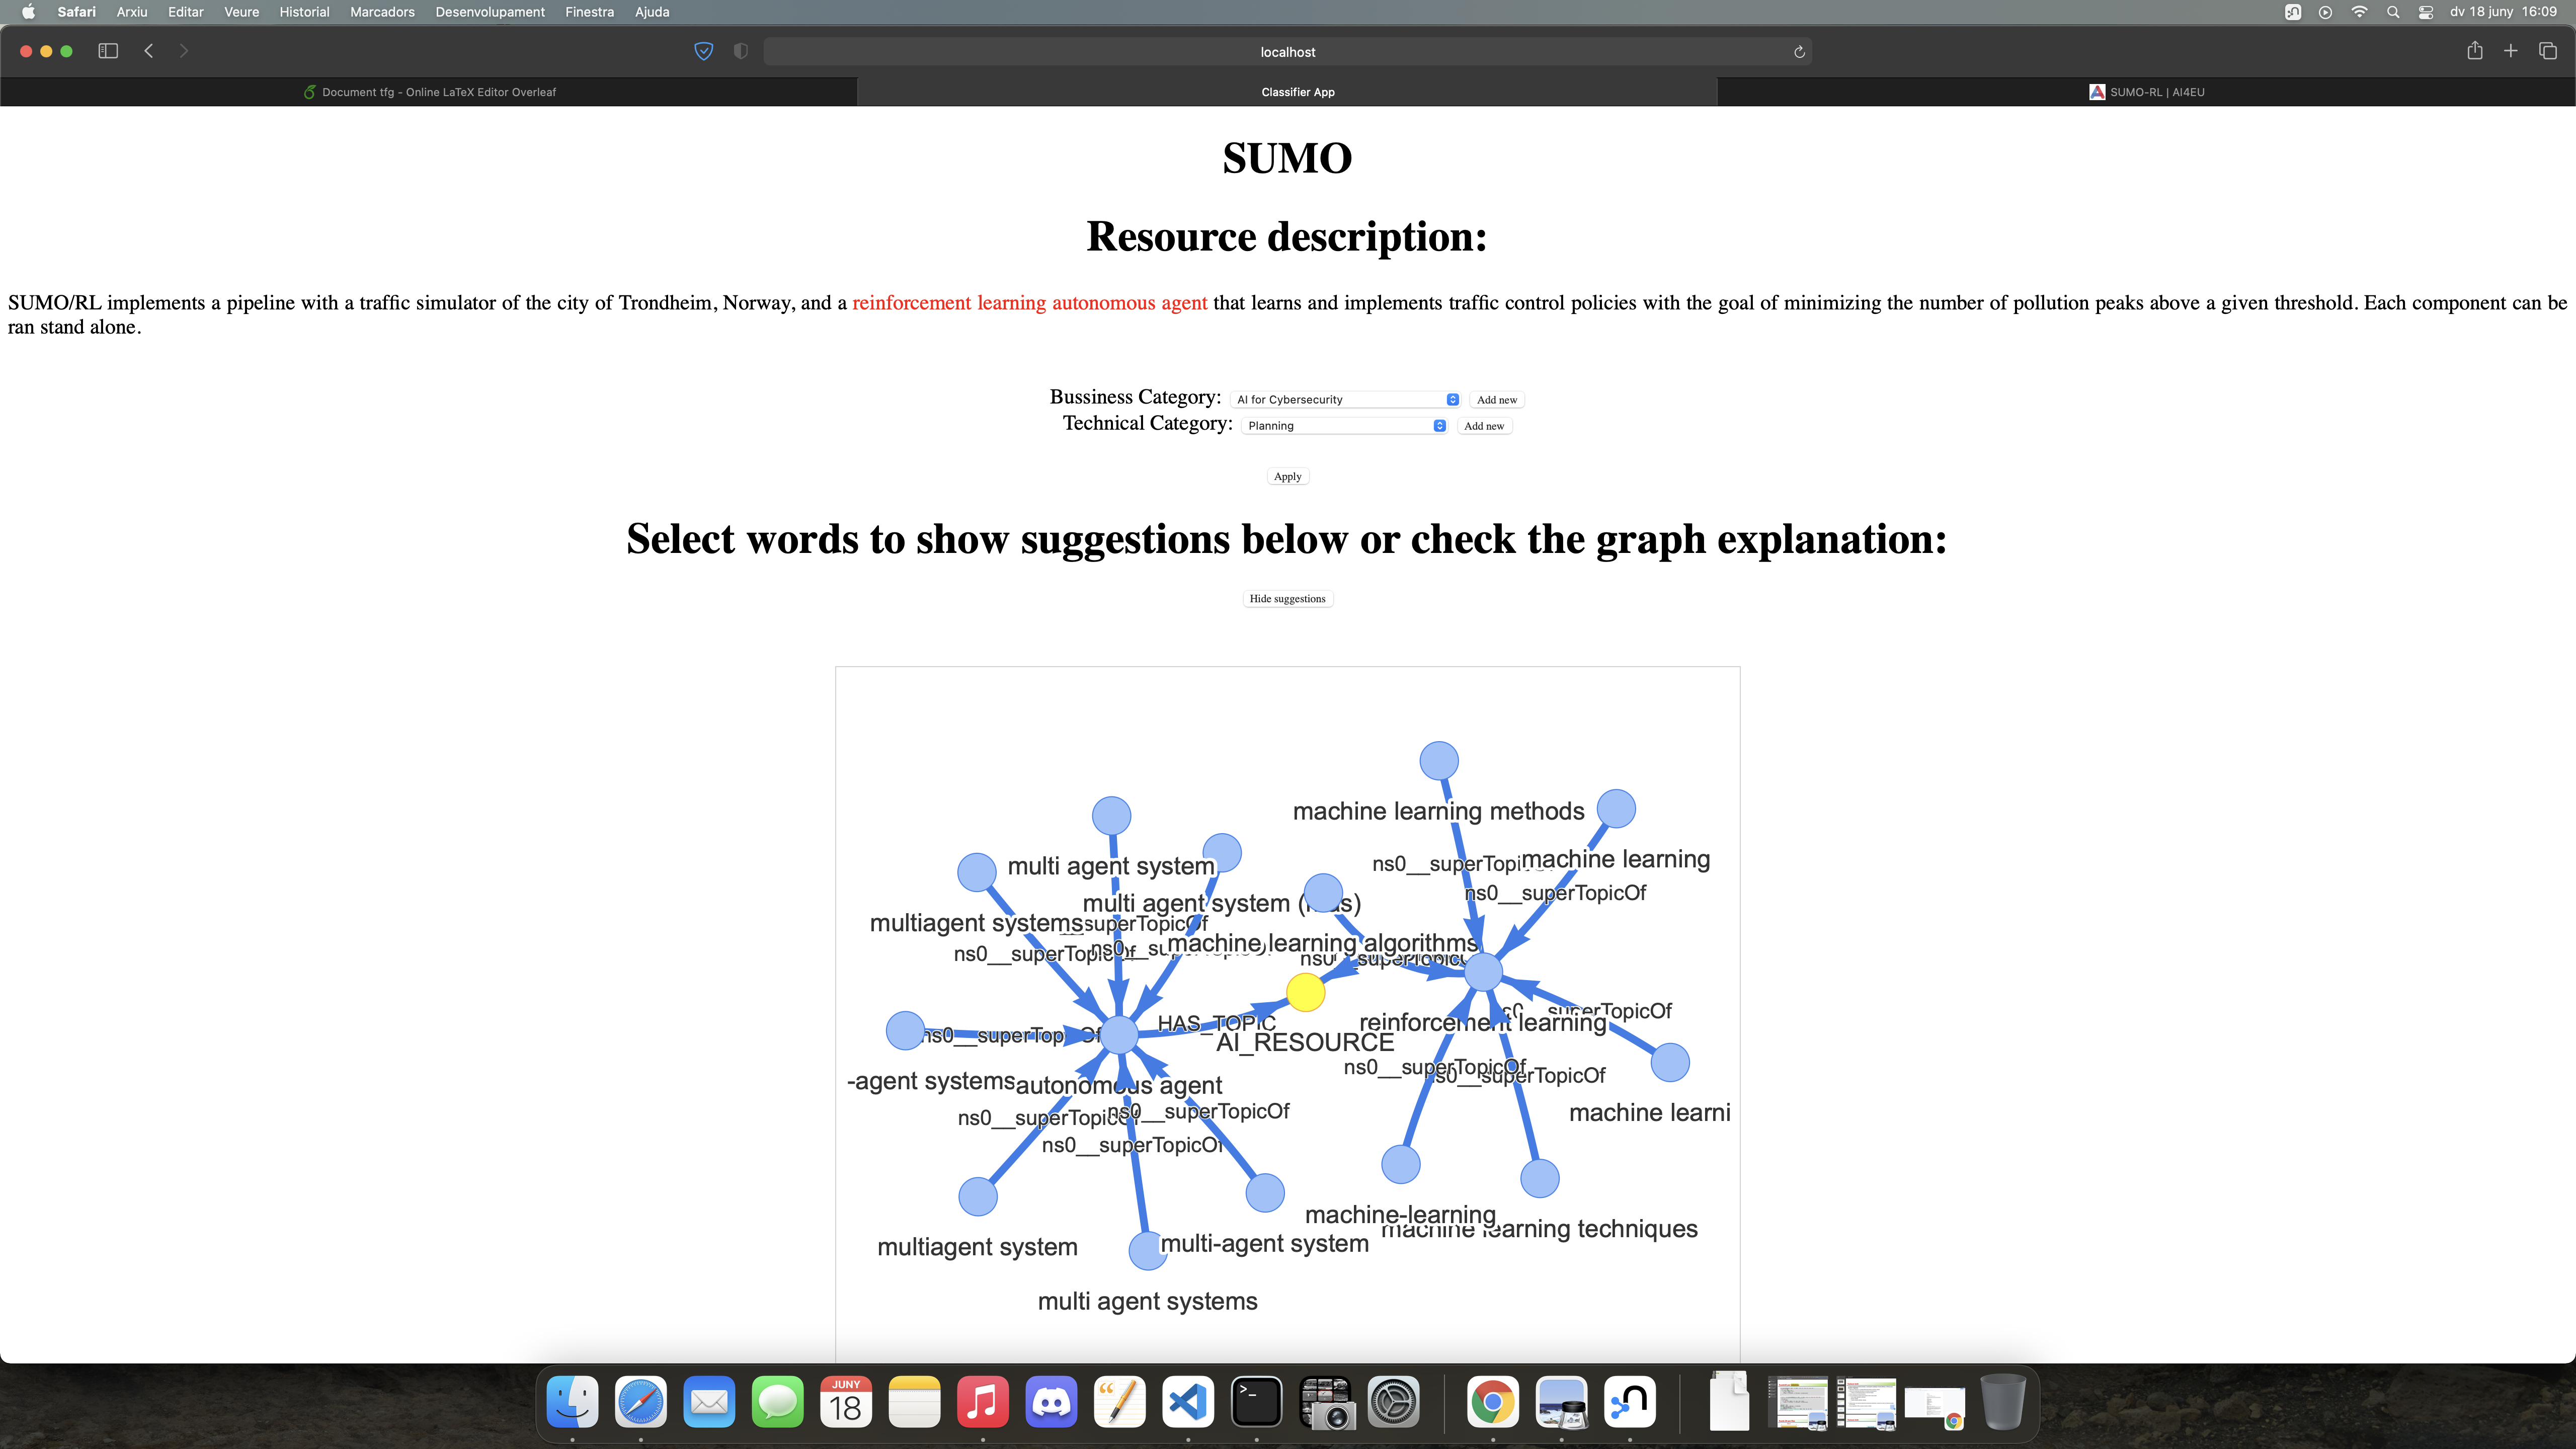 Safari Arxiu Editar Veure Historial Marcadors Desenvolupament Finestra Ajuda dv 18 juny 16:09
localhost
Document tfg - Online LaTeX Editor Overleaf Classifier App SUMO-RL | AI4EU
SUMO
Resource description:
SUMO/RL implements a pipeline with a traffic simulator of the city of Trondheim, Norway, and a reinforcement learning autonomous agent that learns and implements traffic control policies with the goal of minimizing the number of pollution peaks above a given threshold. Each component can be
ran stand alone.
Bussiness Category: AI for Cybersecurity Add new
Technical Category: Planning Add new
Apply
Select words to show suggestions below or check the graph explanation:
Hide suggestions
machine learning methods
machine learning
ns0__superTopi
multi agent system
ns0__superTopicOf
multi agent system (
multiagent systems
superTopicOf
machine learning algorithms
ns0__superTop
HAS_TOPIC
reinforcement learning
superTopicOf
ns0__superTop
AI_RESOURCE
ns0__superTopicOf
superTopicOf
-agent systems
autonomous agent
machine learni
ns0__superTopic
ns0__superTopicOf
ns0__superTopicOf
machine-learning
machine learning techniques
multiagent system
multi-agent system
multi agent systems
JUNY
18